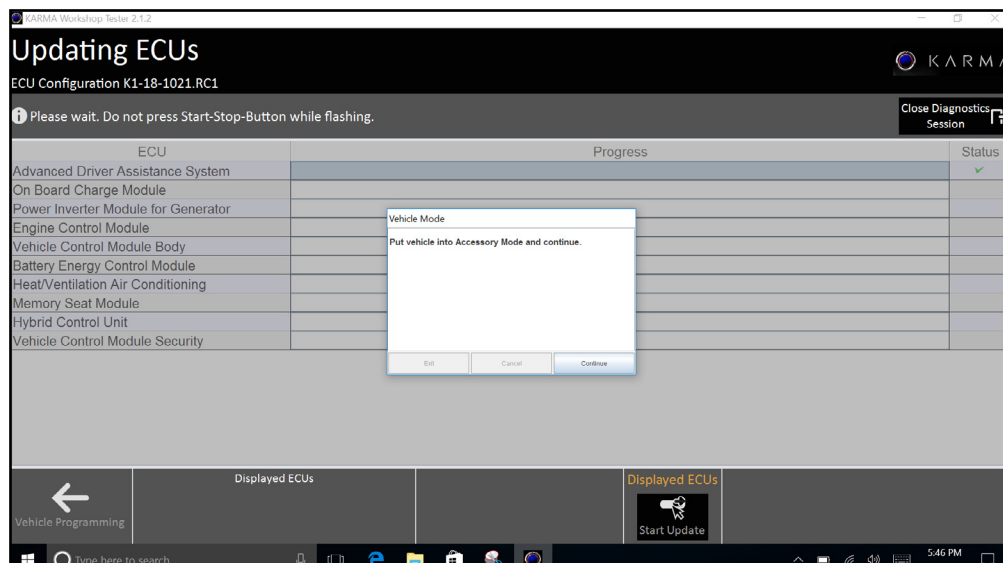 KARMA Workshop Tester 2.1.2
Updating ECUs
KARMA
ECU Configuration K1-18-1021.RC1
Please wait. Do not press Start-Stop-Button while flashing.
Close Diagnostics
Session
ECU Progress Status
Advanced Driver Assistance System
On Board Charge Module
Power Inverter Module for Generator
Engine Control Module
Vehicle Control Module Body
Battery Energy Control Module
Heat/Ventilation Air Conditioning
Memory Seat Module
Hybrid Control Unit
Vehicle Control Module Security
Vehicle Mode
Put vehicle into Accessory Mode and continue.
Exit Cancel Continue
Vehicle Programming
Displayed ECUs
Displayed ECUs
Start Update
Type here to search
5:46 PM